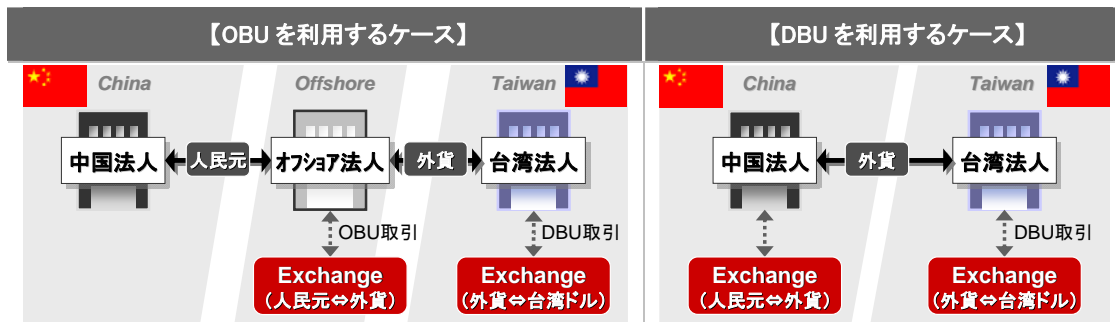 【OBUを利用するケース】
China
Offshore
Taiwan
中国法人
人民元
オフショア法人
外貨
台湾法人
OBU取引
DBU取引
Exchange
(人民元⇔外貨)
Exchange
(外貨⇔台湾ドル)
【DBUを利用するケース】
China
Taiwan
中国法人
外貨
台湾法人
DBU取引
Exchange
(人民元⇔外貨)
Exchange
(外貨⇔台湾ドル)